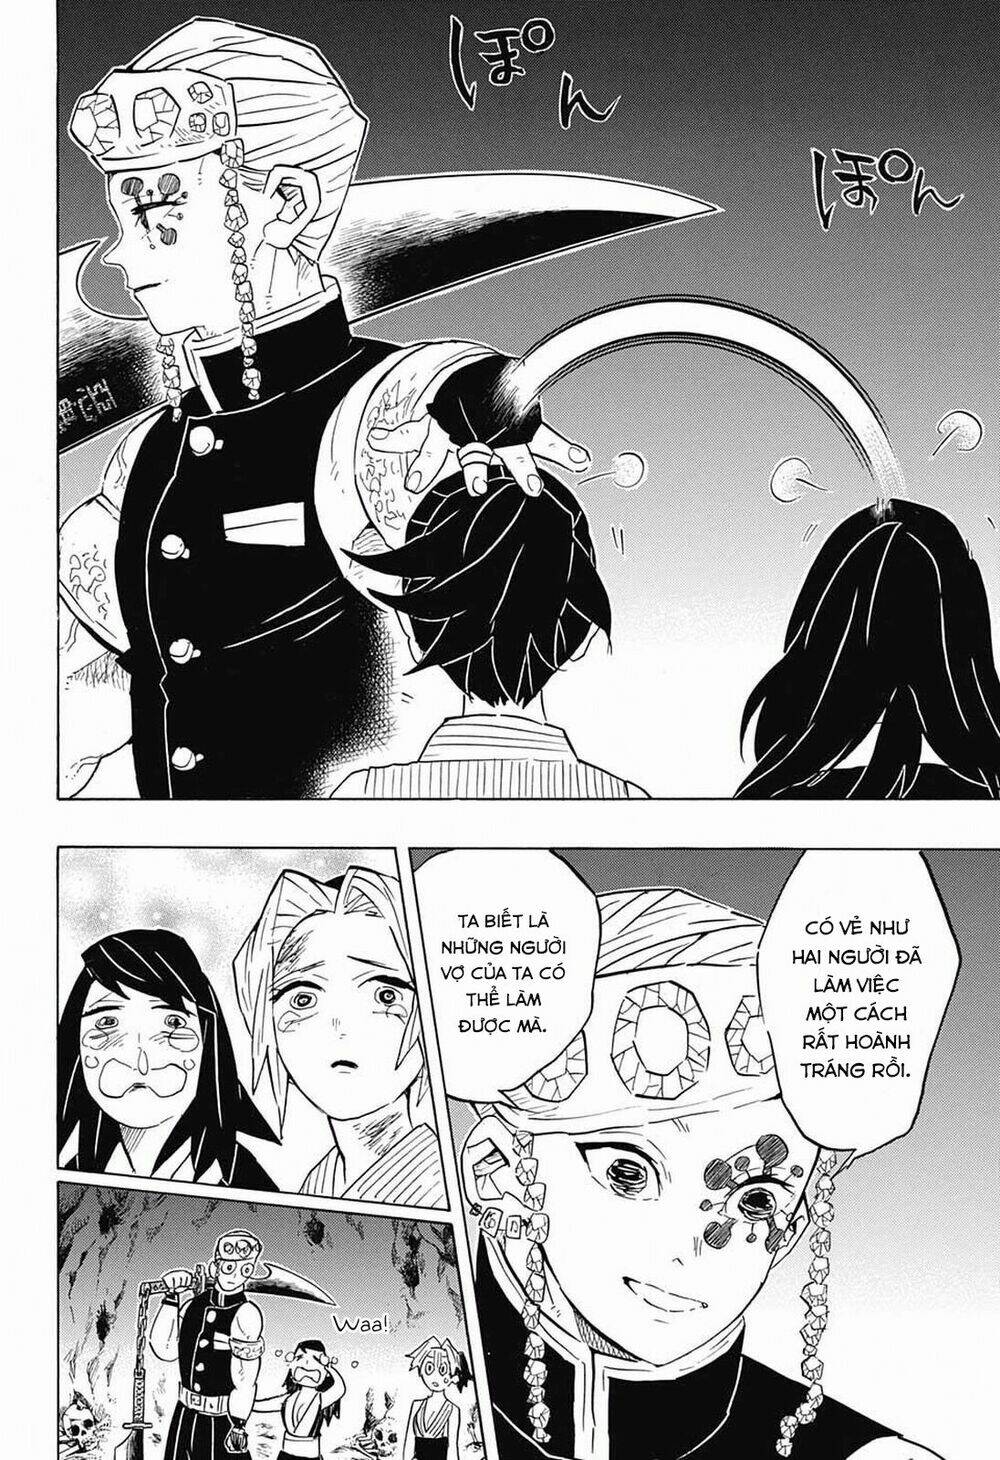 ぽん
ぽん
CÓ VẺ NHƯ
HAI NGƯỜI ĐÃ
LÀM VIỆC
MỘT CÁCH
RẤT HOÀNH
TRÁNG RỒI.
TA BIẾT LÀ
NHỮNG NGƯỜI
VỢ CỦA TA CÓ
THỂ LÀM
ĐƯỢC MÀ.
Waa!